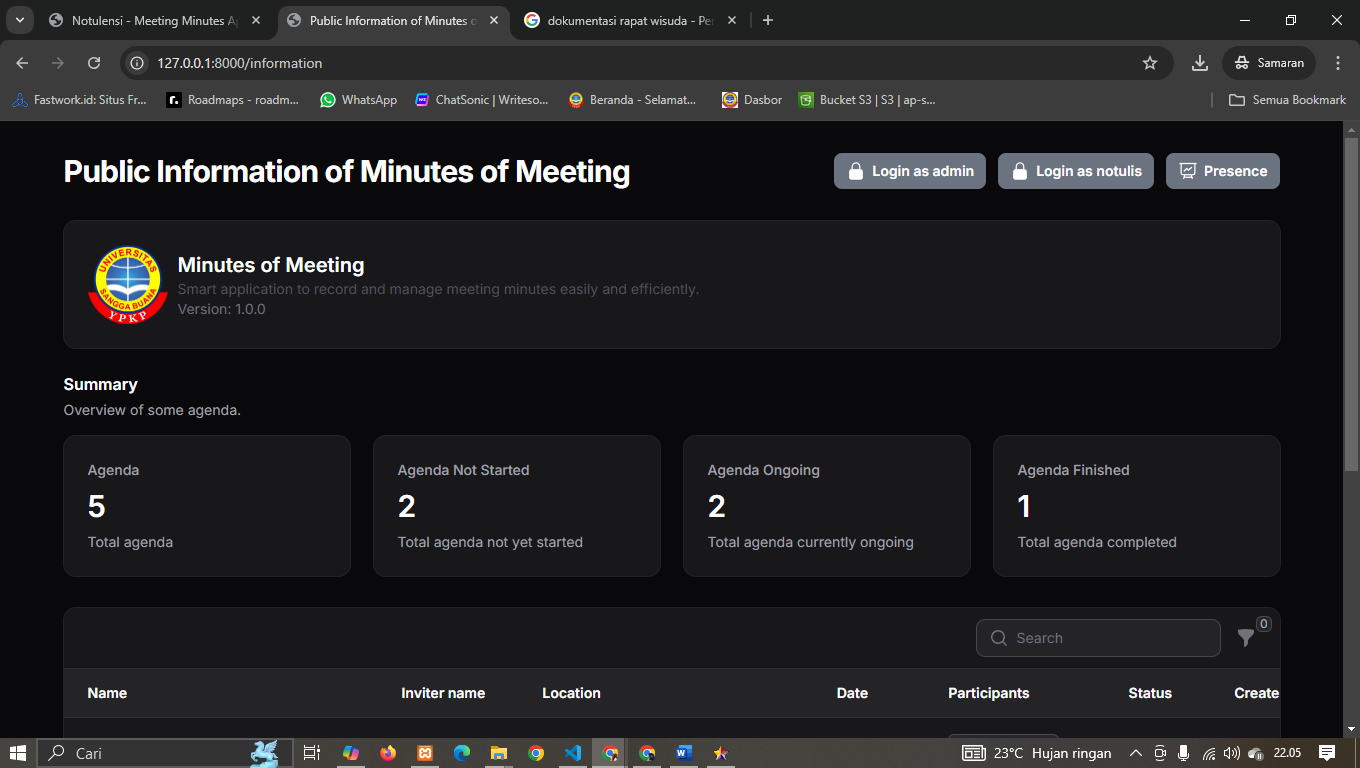 Notulensi - Meeting Minutes A
Public Information of Minutes o
dokumentasi rapat wisuda - Pe
127.0.0.1:8000/information
Samaran
Fastwork.id: Situs Fr...
Roadmaps - roadm...
WhatsApp
ChatSonic | Writeso...
Beranda - Selamat...
Dasbor
Bucket S3 | S3 | ap-s...
Semua Bookmark
Public Information of Minutes of Meeting
Login as admin
Login as notulis
Presence
UNIVERSITAS
SANGGA BUANA
YPKP
Minutes of Meeting
Smart application to record and manage meeting minutes easily and efficiently.
Version: 1.0.0
Summary
Overview of some agenda.
Agenda
5
Total agenda
Agenda Not Started
2
Total agenda not yet started
Agenda Ongoing
2
Total agenda currently ongoing
Agenda Finished
1
Total agenda completed
Search
0
Name
Inviter name
Location
Date
Participants
Status
Create
Cari
23°C Hujan ringan
22.05